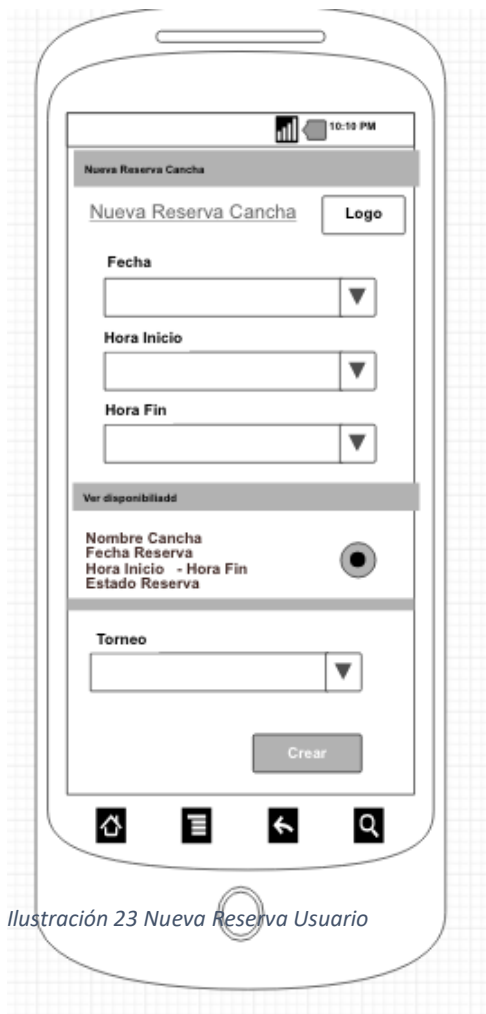 10:10 PM
Nueva Reserva Cancha
Nueva Reserva Cancha
Logo
Fecha
Hora Inicio
Hora Fin
Ver disponibiliadd
Nombre Cancha
Fecha Reserva
Hora Inicio - Hora Fin
Estado Reserva
Torneo
Crear
Ilustración 23 Nueva Reserva Usuario